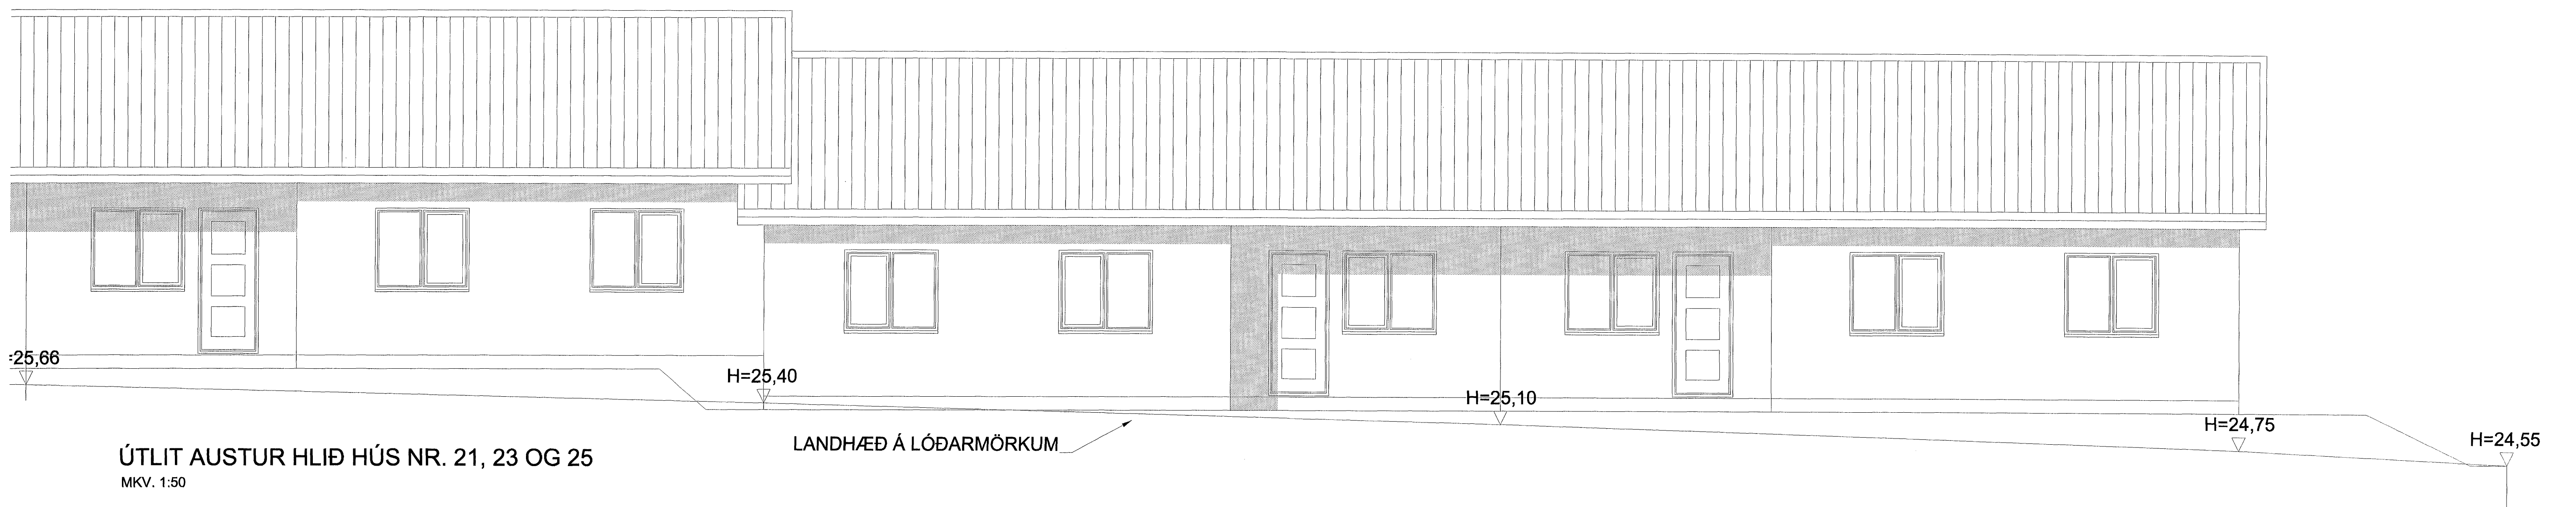 =25,66
H=25,40
H=25,10
H=24,75
H=24,55
LANDHÆÐ Á LÓÐARMÖRKUM
ÚTLIT AUSTUR HLIÐ HÚS NR. 21, 23 OG 25
MKV. 1:50